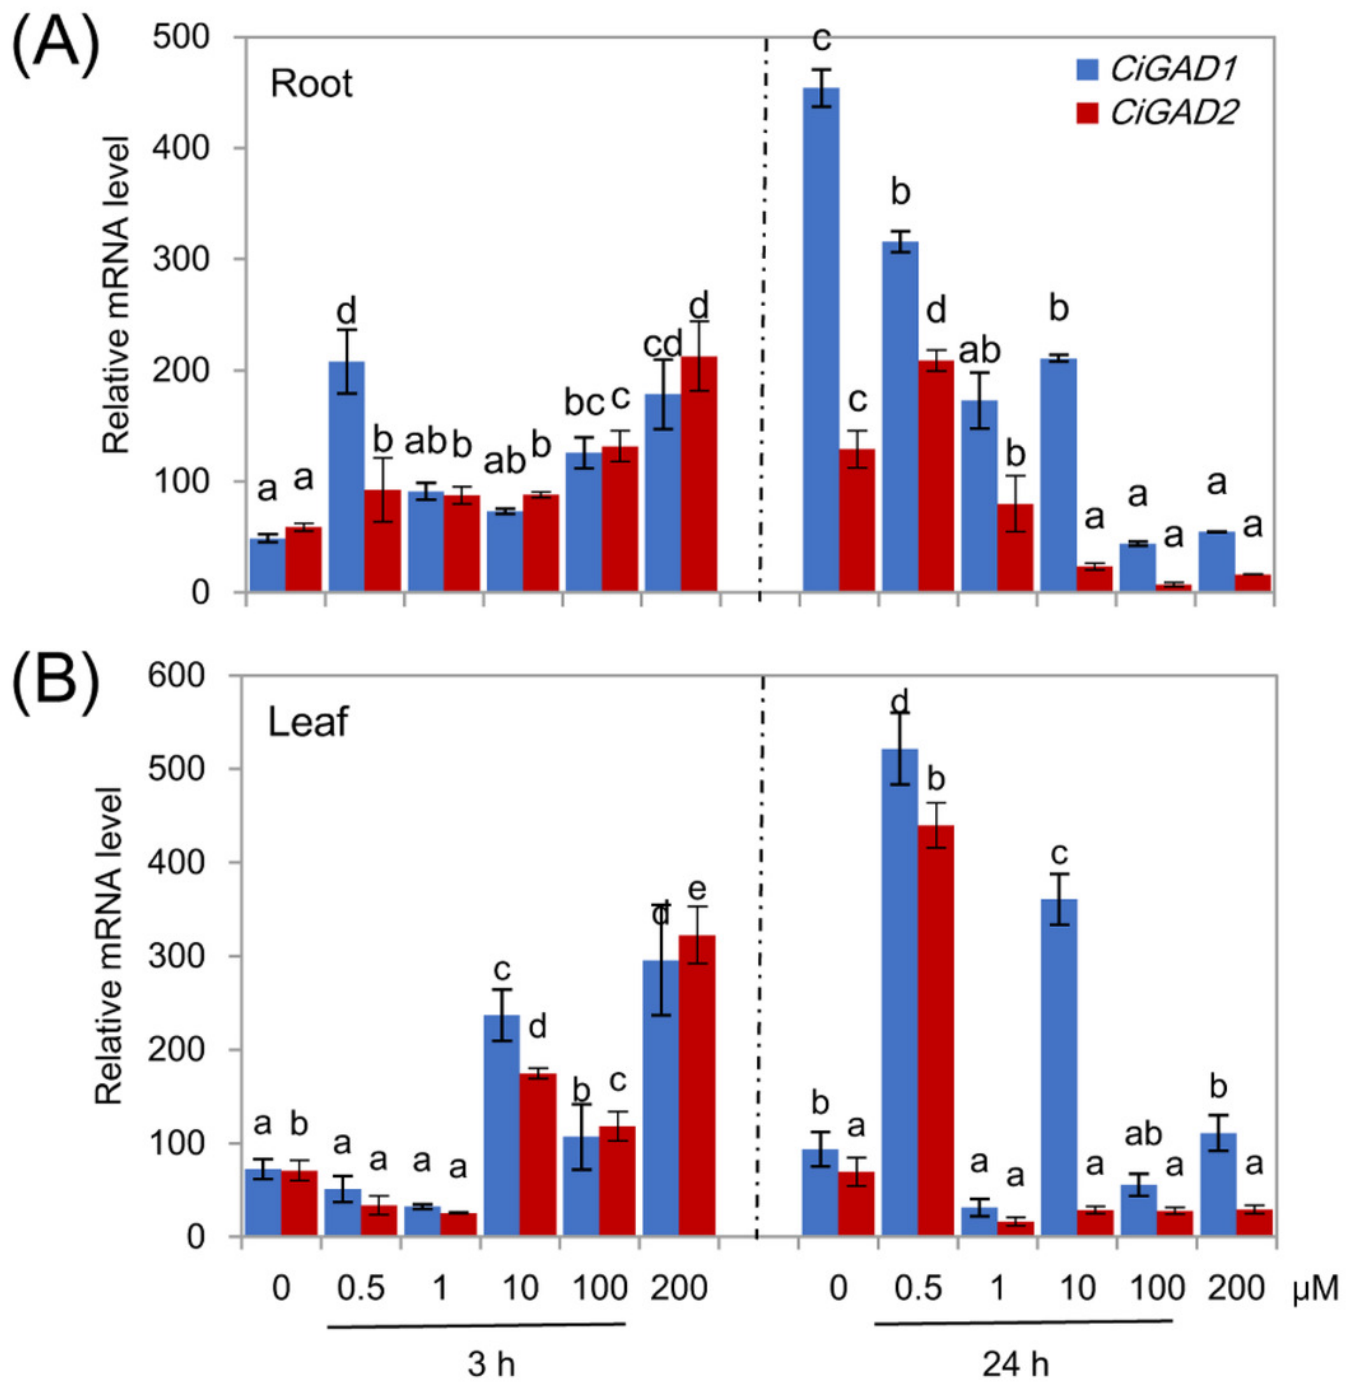 (A)
Root
CiGAD1
CiGAD2
Relative mRNA level
500
400
300
200
100
0
a a d b ab b ab b bc c cd d
c c b d ab b b a a a a a
(B)
Leaf
Relative mRNA level
600
500
400
300
200
100
0
a b a a a a c d b c d e
b a d b a a c a ab a b a
0 0.5 1 10 100 200 0 0.5 1 10 100 200 µM
3 h 24 h